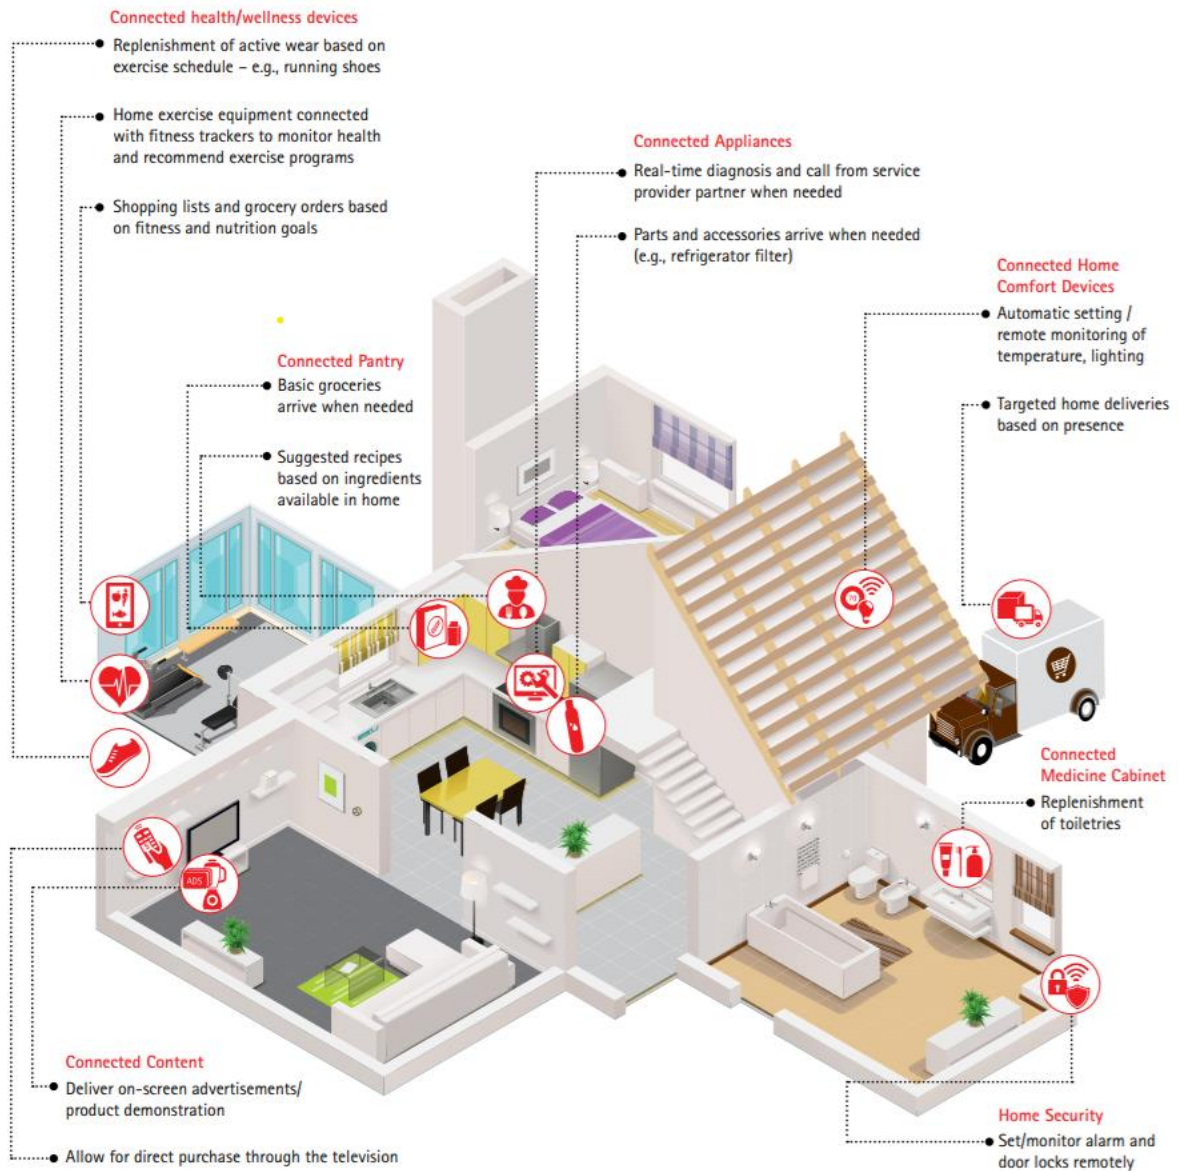 Connected health/wellness devices
Replenishment of active wear based on
exercise schedule – e.g., running shoes
Home exercise equipment connected
with fitness trackers to monitor health
and recommend exercise programs
Shopping lists and grocery orders based
on fitness and nutrition goals
Connected Appliances
Real-time diagnosis and call from service
provider partner when needed
Parts and accessories arrive when needed
(e.g., refrigerator filter)
Connected Home
Comfort Devices
Automatic setting /
remote monitoring of
temperature, lighting
Targeted home deliveries
based on presence
Connected Pantry
Basic groceries
arrive when needed
Suggested recipes
based on ingredients
available in home
70
Connected
Medicine Cabinet
Replenishment
of toiletries
ADS
Connected Content
Deliver on-screen advertisements/
product demonstration
Allow for direct purchase through the television
Home Security
Set/monitor alarm and
door locks remotely